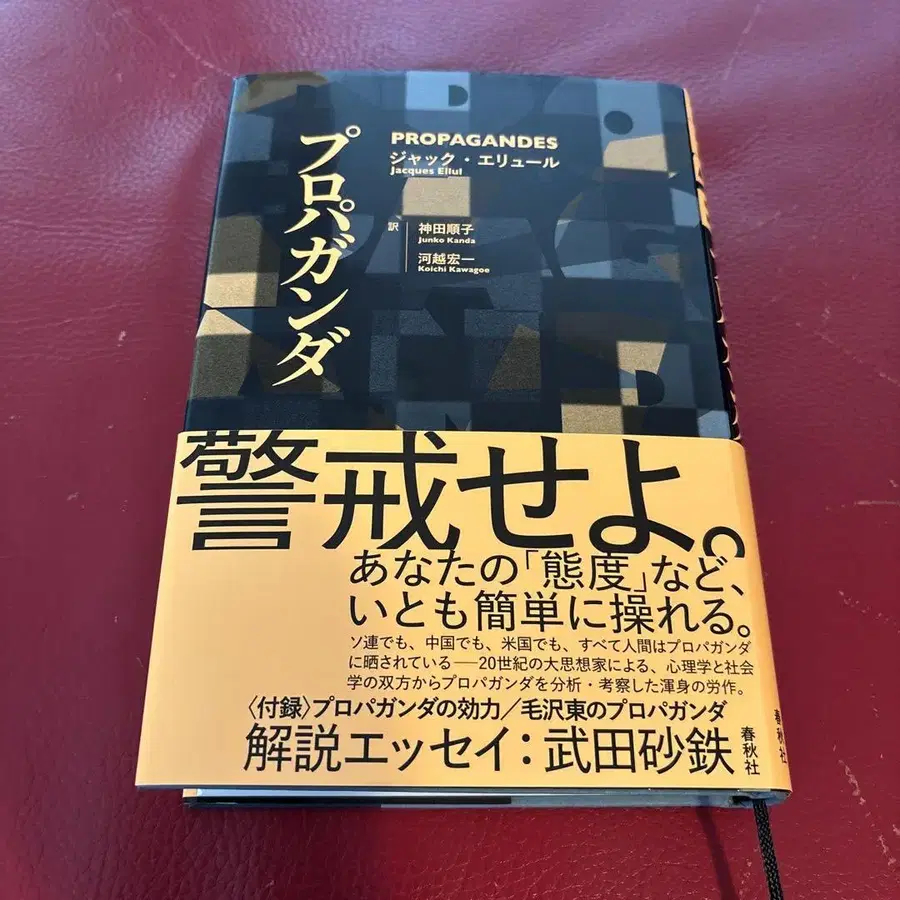 プロパガンダ
PROPAGANDES
ジャック・エリュール
Jacques Ellul
訳
神田順子
Junko Kanda
河越宏一
Koichi Kawagoe
警戒せよ。
あなたの「態度」など、
いとも簡単に操れる。
ソ連でも、中国でも、米国でも、すべて人間はプロパガンダ
に晒されている──20世紀の大思想家による、心理学と社会
学の双方からプロパガンダを分析・考察した渾身の労作。
〈付録〉プロパガンダの効力／毛沢東のプロパガンダ
解説エッセイ：武田砂鉄
春秋社
春秋社